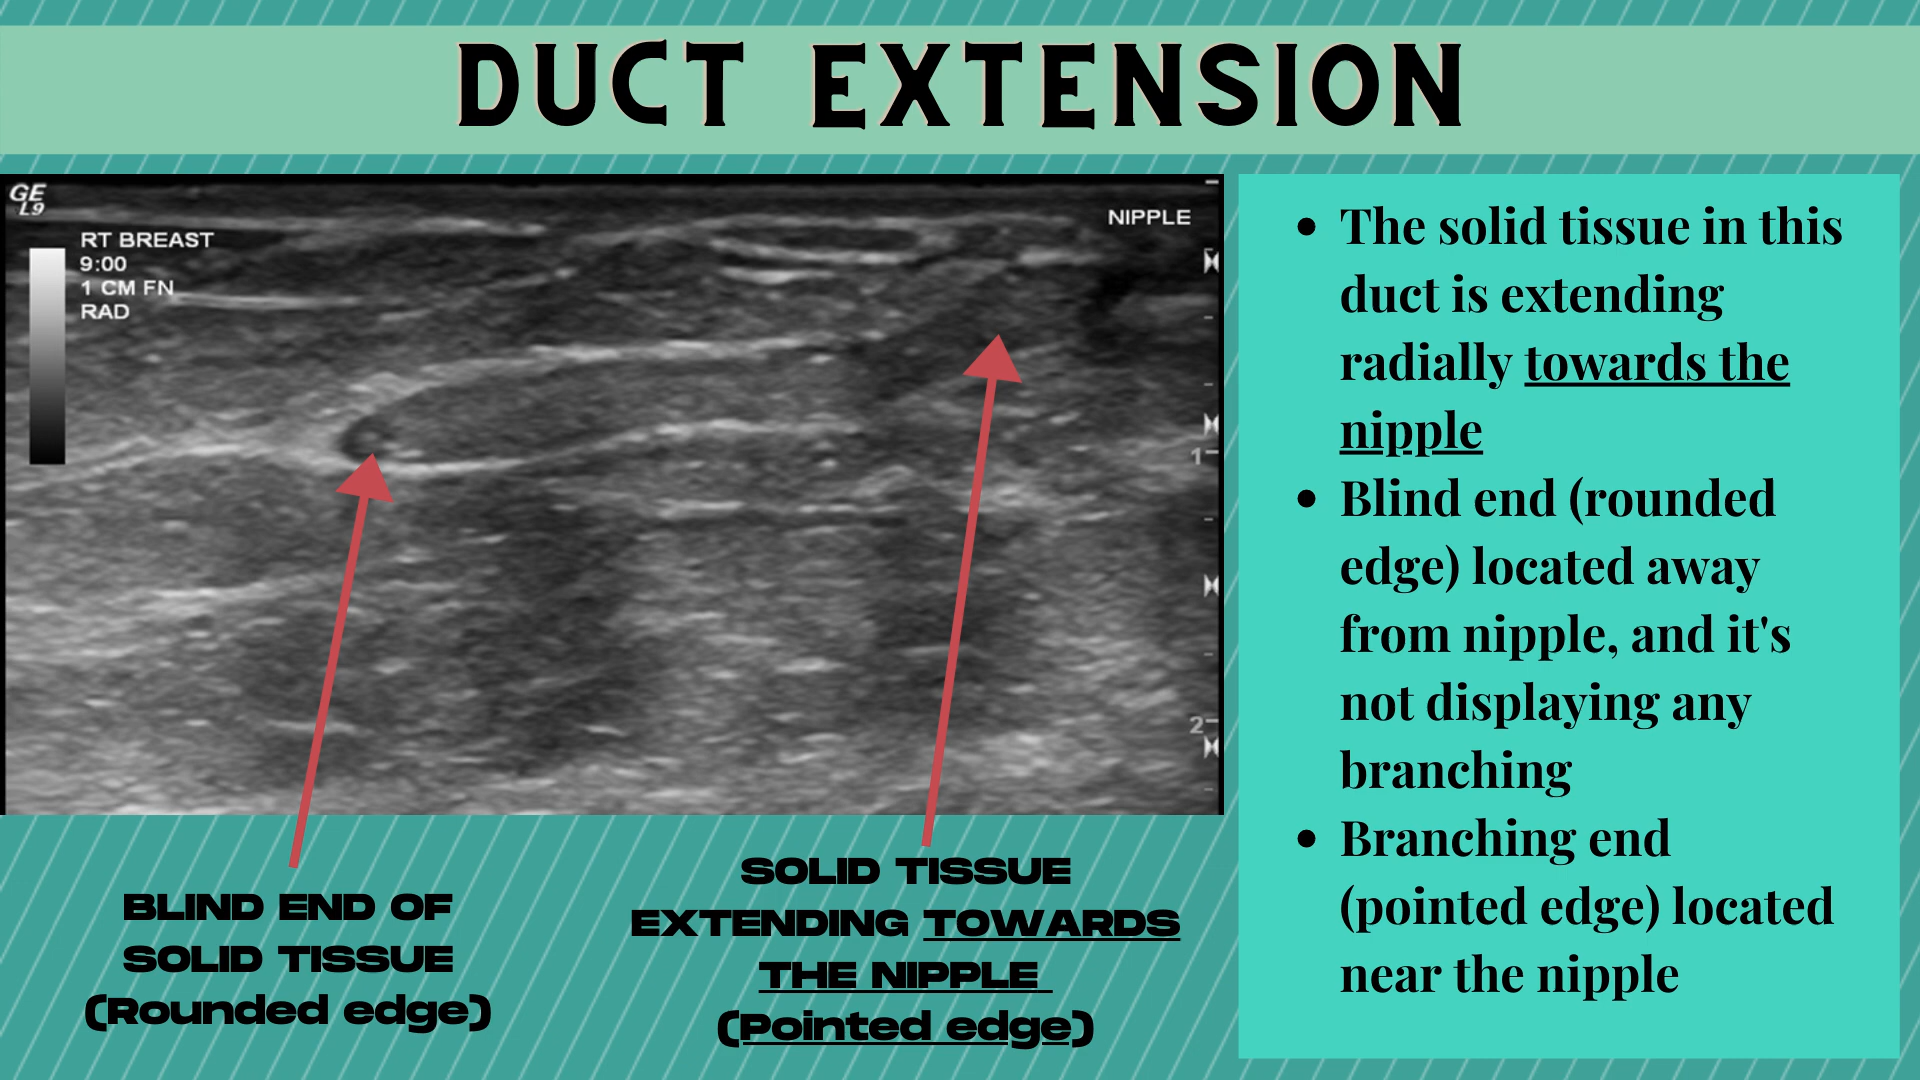 DUCT EXTENSION
GE
L9
RT BREAST
9:00
1 CM FN
RAD
NIPPLE
1
2
BLIND END OF
SOLID TISSUE
(Rounded edge)
SOLID TISSUE
EXTENDING TOWARDS
THE NIPPLE
(Pointed edge)
• The solid tissue in this
duct is extending
radially towards the
nipple
• Blind end (rounded
edge) located away
from nipple, and it's
not displaying any
branching
• Branching end
(pointed edge) located
near the nipple